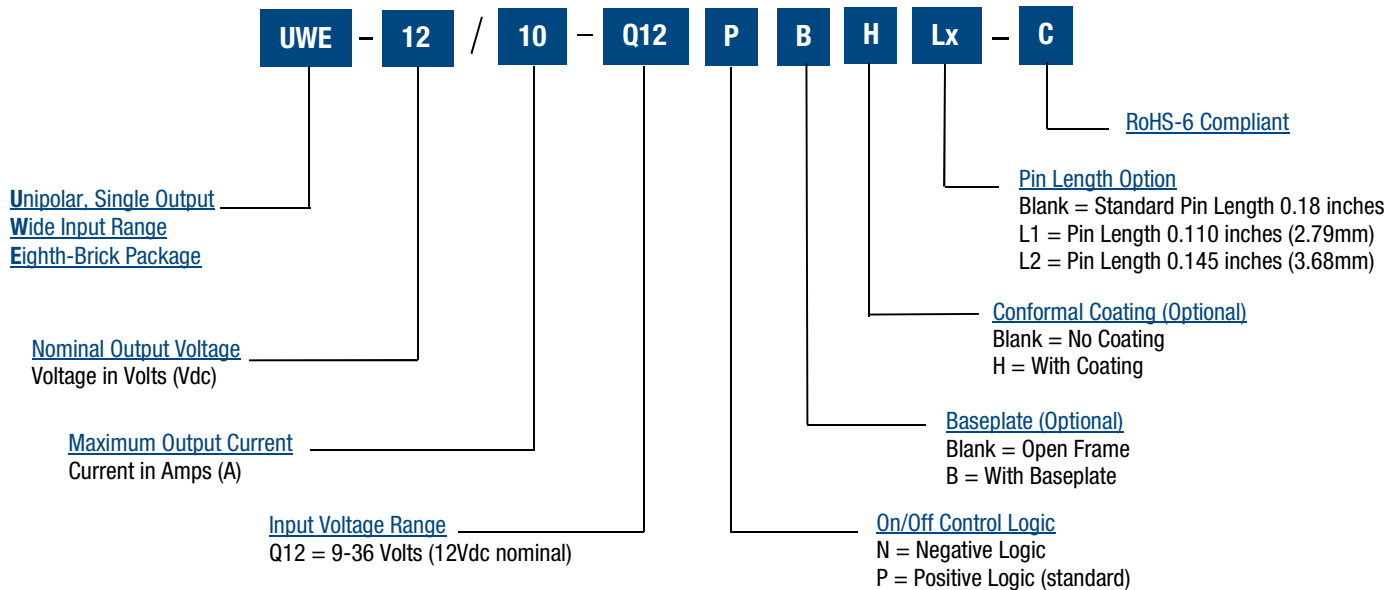 UWE – 12 / 10 – Q12 P B H Lx – C
RoHS-6 Compliant
Pin Length Option
Blank = Standard Pin Length 0.18 inches
L1 = Pin Length 0.110 inches (2.79mm)
L2 = Pin Length 0.145 inches (3.68mm)
Unipolar, Single Output
Wide Input Range
Eighth-Brick Package
Conformal Coating (Optional)
Blank = No Coating
H = With Coating
Nominal Output Voltage
Voltage in Volts (Vdc)
Baseplate (Optional)
Blank = Open Frame
B = With Baseplate
Maximum Output Current
Current in Amps (A)
Input Voltage Range
Q12 = 9-36 Volts (12Vdc nominal)
On/Off Control Logic
N = Negative Logic
P = Positive Logic (standard)